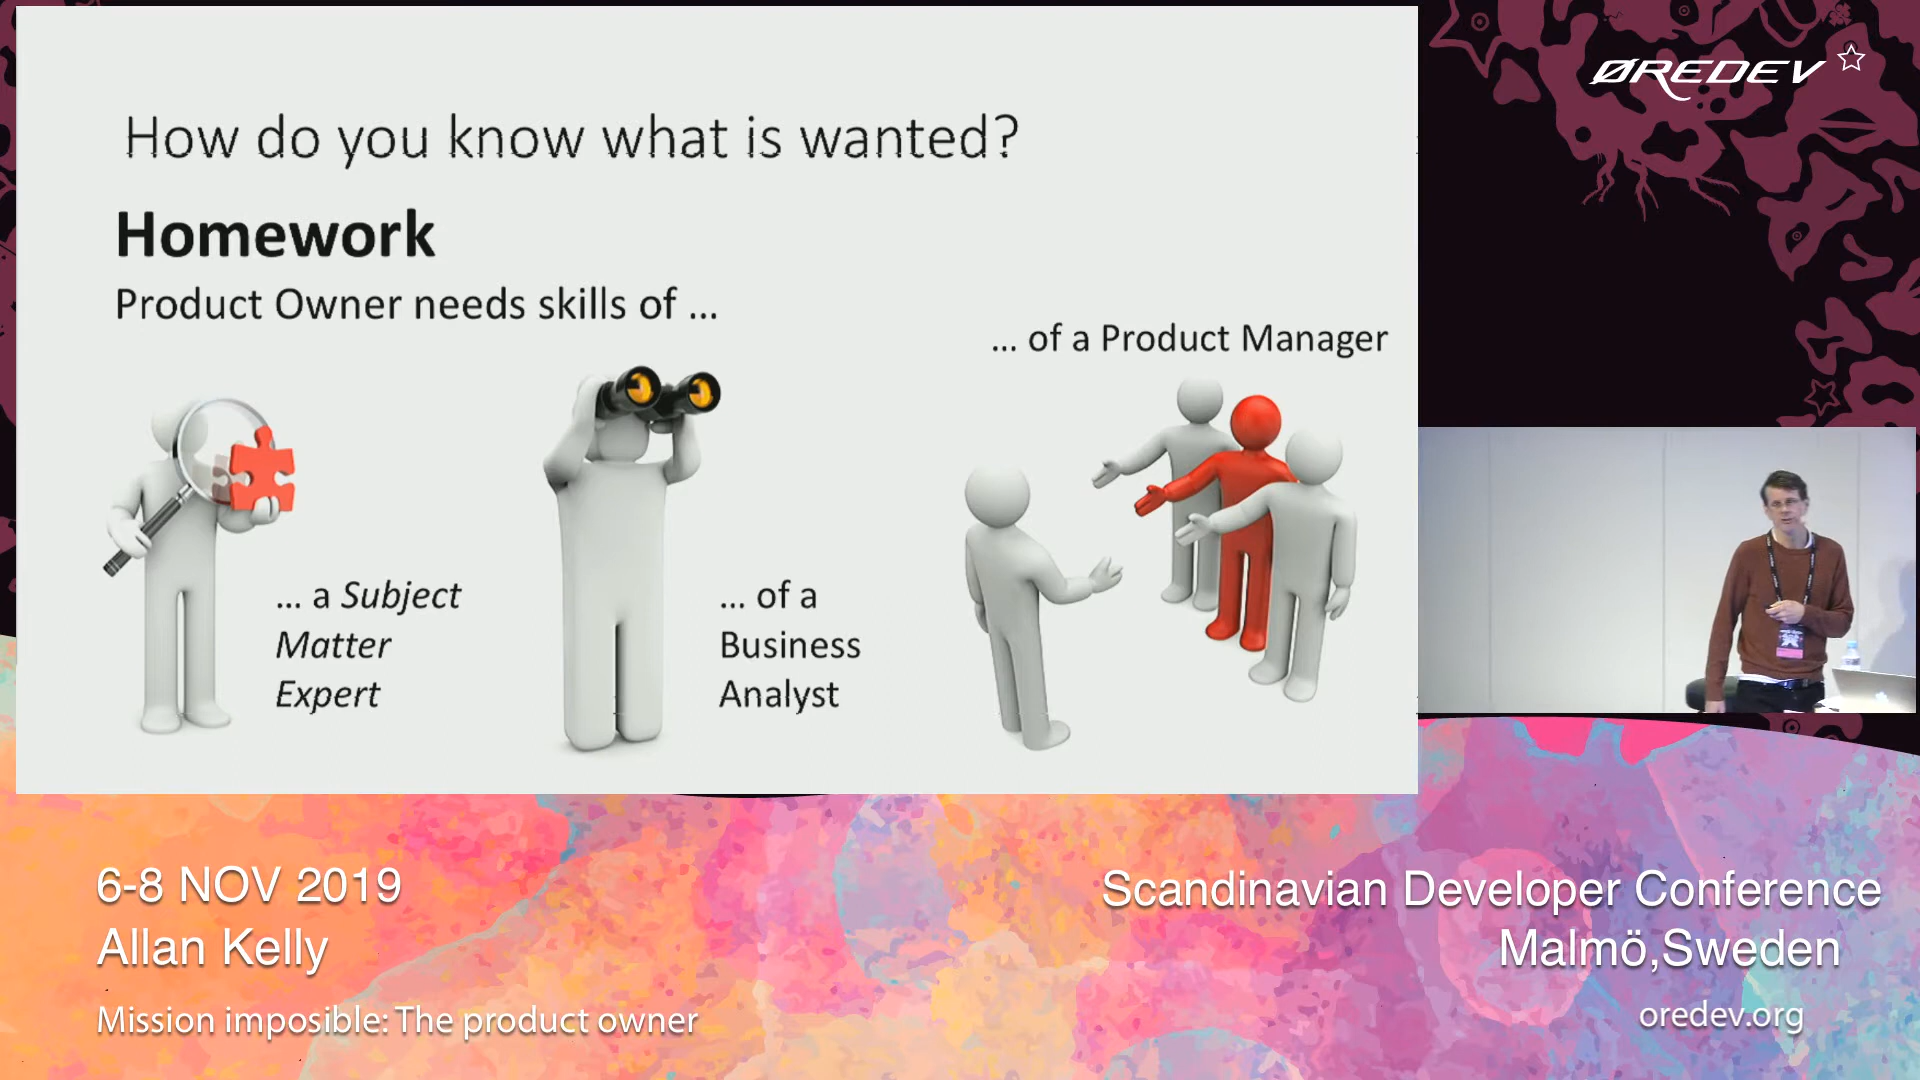 How do you know what is wanted?
Homework
Product Owner needs skills of ...
... of a Product Manager
... a Subject
Matter
Expert
... of a
Business
Analyst
ØREDEV
6-8 NOV 2019
Allan Kelly
Mission imposible: The product owner
Scandinavian Developer Conference
Malmö,Sweden
oredev.org